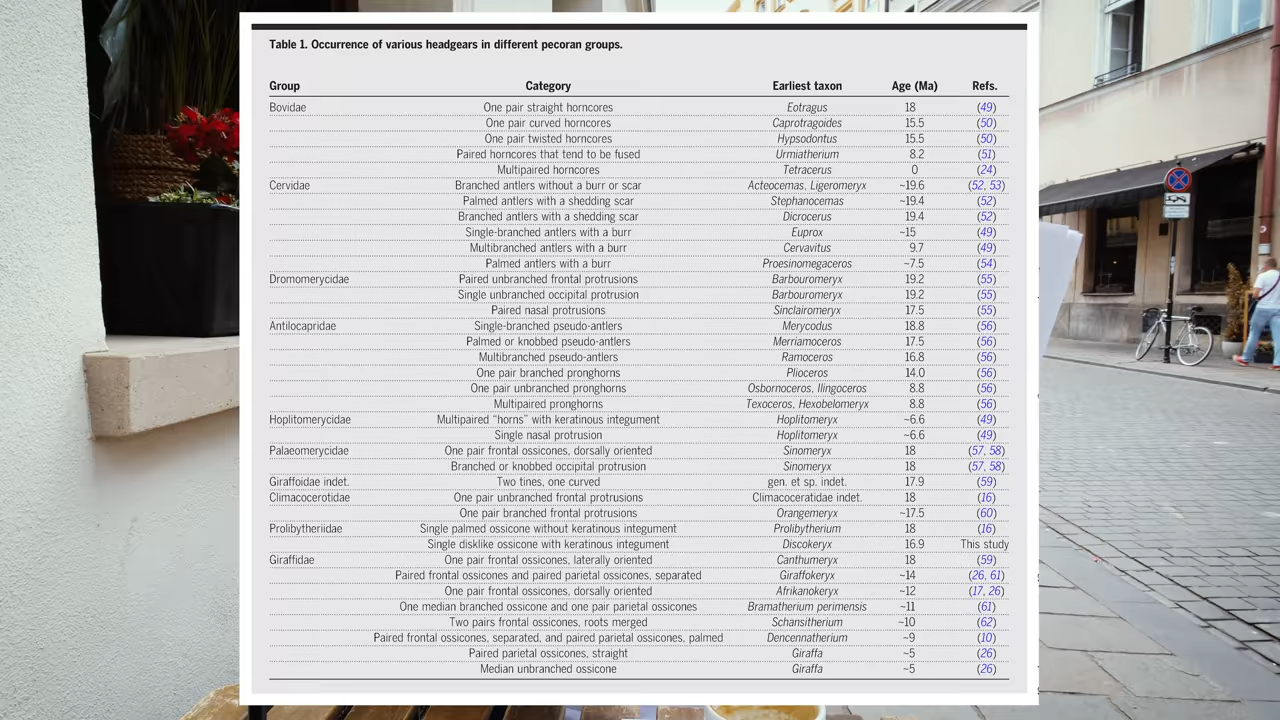 Table 1. Occurrence of various headgears in different pecoran groups.
Group Category Earliest taxon Age (Ma) Refs.
Bovidae One pair straight horncores Eotragus 18 (49)
One pair curved horncores Caprotragoides 15.5 (50)
One pair twisted horncores Hypsodontus 15.5 (50)
Paired horncores that tend to be fused Urmiatherium 8.2 (51)
Multipaired horncores Tetracerus 0 (24)
Cervidae Branched antlers without a burr or scar Acteocemas, Ligeromeryx ~19.6 (52, 53)
Palmed antlers with a shedding scar Stephanocemas ~19.4 (52)
Branched antlers with a shedding scar Dicrocerus 19.4 (52)
Single-branched antlers with a burr Euprox ~15 (49)
Multibranched antlers with a burr Cervavitus 9.7 (49)
Palmed antlers with a burr Proesinomegaceros ~7.5 (54)
Dromomerycidae Paired unbranched frontal protrusions Barbouromeryx 19.2 (55)
Single unbranched occipital protrusion Barbouromeryx 19.2 (55)
Paired nasal protrusions Sinclairomeryx 17.5 (55)
Antilocapridae Single-branched pseudo-antlers Merycodus 18.8 (56)
Palmed or knobbed pseudo-antlers Merriamoceros 17.5 (56)
Multibranched pseudo-antlers Ramoceros 16.8 (56)
One pair branched pronghorns Plioceros 14.0 (56)
One pair unbranched pronghorns Osbornoceros, Ilingoceros 8.8 (56)
Multipaired pronghorns Texoceros, Hexobelomeryx 8.8 (56)
Hoplitomerycidae Multipaired “horns” with keratinous integument Hoplitomeryx ~6.6 (49)
Single nasal protrusion Hoplitomeryx ~6.6 (49)
Palaeomerycidae One pair frontal ossicones, dorsally oriented Sinomeryx 18 (57, 58)
Branched or knobbed occipital protrusion Sinomeryx 18 (57, 58)
Giraffoidae indet. Two tines, one curved gen. et sp. indet. 17.9 (59)
Climacocerotidae One pair unbranched frontal protrusions Climacoceratidae indet. 18 (16)
One pair branched frontal protrusions Orangemeryx ~17.5 (60)
Prolibytheriidae Single palmed ossicone without keratinous integument Prolibytherium 18 (16)
Single disklike ossicone with keratinous integument Discokeryx 16.9 This study
Giraffidae One pair frontal ossicones, laterally oriented Canthumeryx 18 (59)
Paired frontal ossicones and paired parietal ossicones, separated Giraffokeryx ~14 (26, 61)
One pair frontal ossicones, dorsally oriented Afrikanokeryx ~12 (17, 26)
One median branched ossicone and one pair parietal ossicones Bramatherium perimensis ~11 (61)
Two pairs frontal ossicones, roots merged Schansitherium ~10 (62)
Paired frontal ossicones, separated, and paired parietal ossicones, palmed Dencennatherium ~9 (10)
Paired parietal ossicones, straight Giraffa ~5 (26)
Median unbranched ossicone Giraffa ~5 (26)